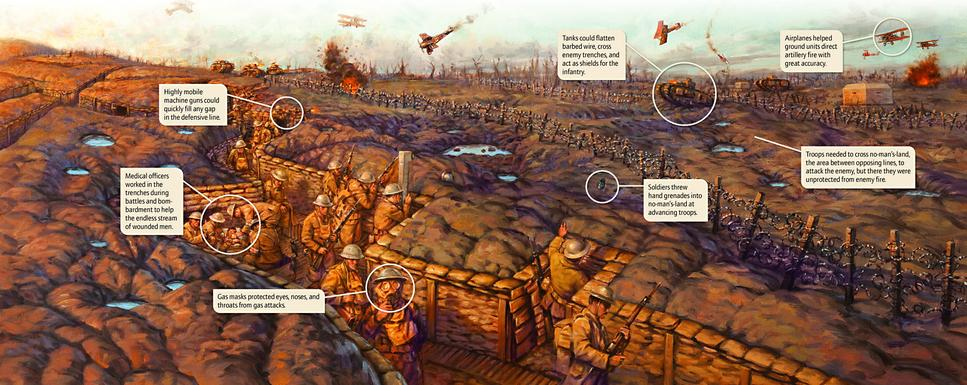 Tanks could flatten
barbed wire, cross
enemy trenches, and
act as shields for the
infantry.
Airplanes helped
ground units direct
artillery fire with
great accuracy.
Highly mobile
machine guns could
quickly fill any gap
in the defensive line.
Troops needed to cross no-man's-land,
the area between opposing lines, to
attack the enemy, but there they were
unprotected from enemy fire.
Medical officers
worked in the
trenches during
battles and bom-
bardment to help
the endless stream
of wounded men.
Soldiers threw
hand grenades into
no-man's-land at
advancing troops.
Gas masks protected eyes, noses, and
throats from gas attacks.